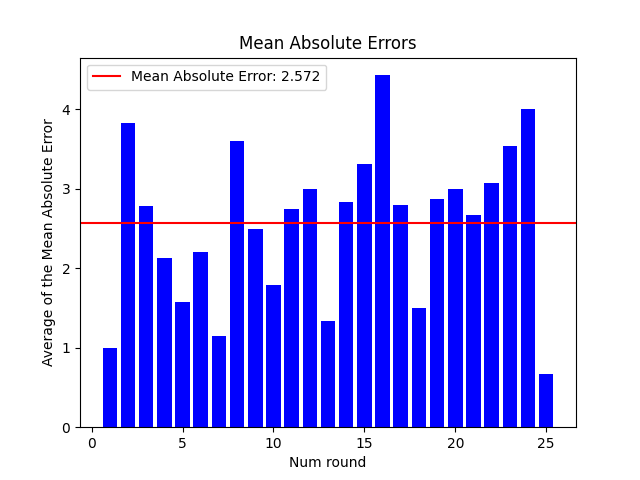 Mean Absolute Errors
Mean Absolute Error: 2.572
Average of the Mean Absolute Error
4
3
2
1
0
0 5 10 15 20 25
Num round